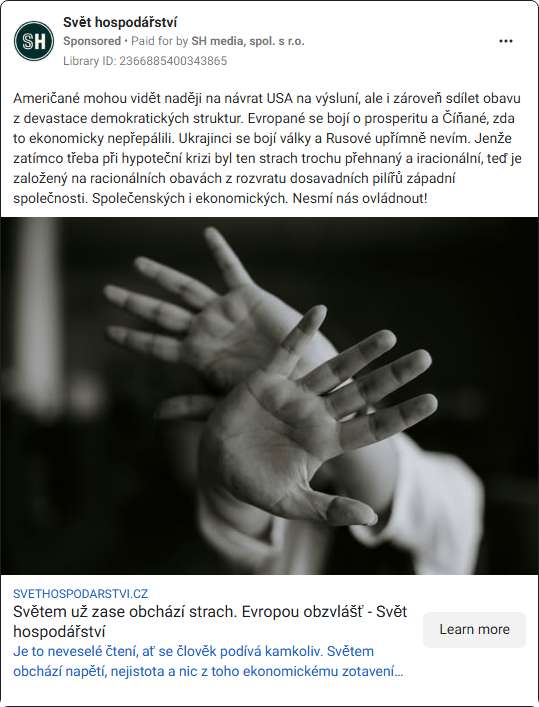 SH
Svět hospodářství
Sponsored • Paid for by SH media, spol. s r.o.
Library ID: 2366885400343865
Američané mohou vidět naději na návrat USA na výsluní, ale i zároveň sdílet obavu
z devastace demokratických struktur. Evropané se bojí o prosperitu a Číňané, zda
to ekonomicky nepřepálili. Ukrajinci se bojí války a Rusové upřímně nevím. Jenže
zatímco třeba při hypoteční krizi byl ten strach trochu přehnaný a iracionální, teď je
založený na racionálních obavách z rozvratu dosavadních pilířů západní
společnosti. Společenských i ekonomických. Nesmí nás ovládnout!
SVETHOSPODARSTVI.CZ
Světem už zase obchází strach. Evropou obzvlášť - Svět
hospodářství
Learn more
Je to neveselé čtení, ať se člověk podívá kamkoliv. Světem
obchází napětí, nejistota a nic z toho ekonomickému zotavení...